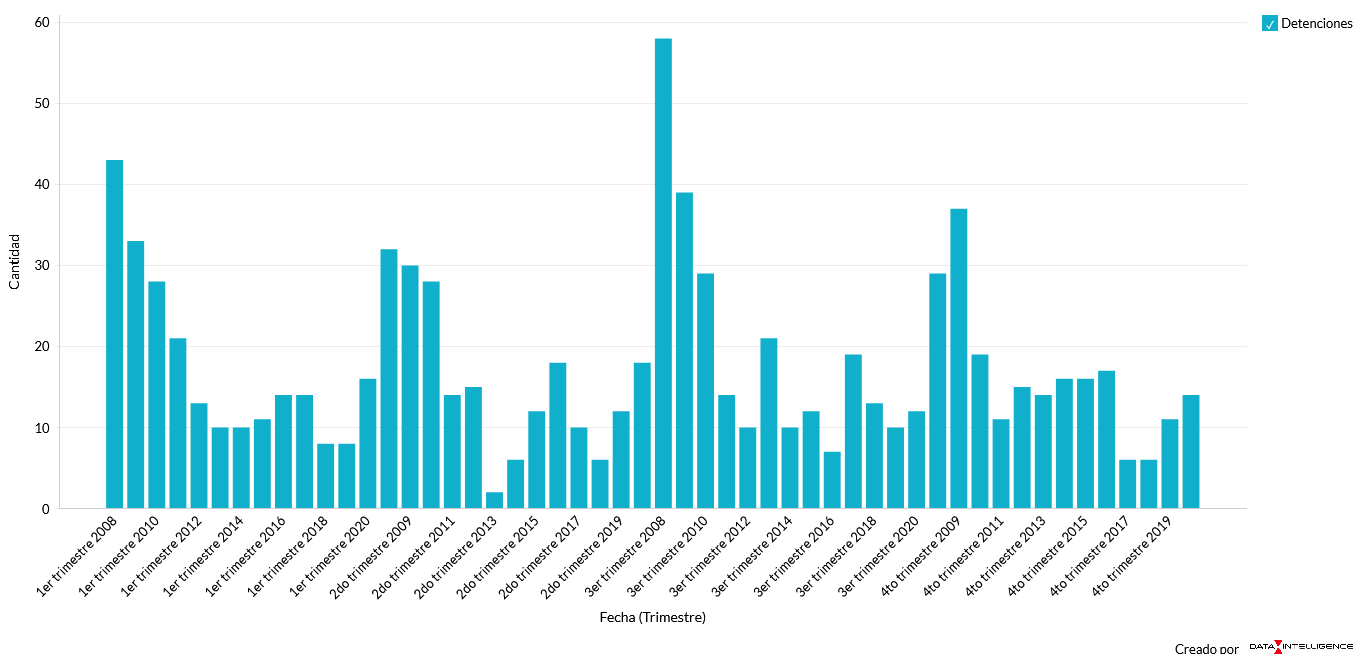 Detenciones
60
50
40
30
20
10
0
Cantidad
1er trimestre 2008
1er trimestre 2010
1er trimestre 2012
1er trimestre 2014
1er trimestre 2016
1er trimestre 2018
1er trimestre 2020
2do trimestre 2009
2do trimestre 2011
2do trimestre 2013
2do trimestre 2015
2do trimestre 2017
2do trimestre 2019
3er trimestre 2008
3er trimestre 2010
3er trimestre 2012
3er trimestre 2014
3er trimestre 2016
3er trimestre 2018
3er trimestre 2020
4to trimestre 2009
4to trimestre 2011
4to trimestre 2013
4to trimestre 2015
4to trimestre 2017
4to trimestre 2019
Fecha (Trimestre)
Creado por DATA INTELLIGENCE